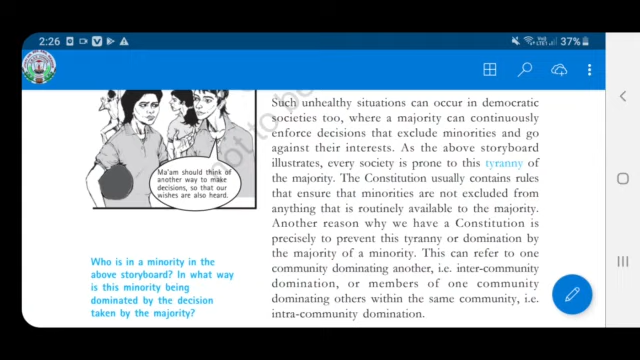 2:26
Vo)
LTE1
37%
Ma'am should think of
another way to make
decisions, so that our
wishes are also heard.
Who is in a minority in the
above storyboard? In what way
is this minority being
dominated by the decision
taken by the majority?
Such unhealthy situations can occur in democratic
societies too, where a majority can continuously
enforce decisions that exclude minorities and go
against their interests. As the above storyboard
illustrates, every society is prone to this tyranny of
the majority. The Constitution usually contains rules
that ensure that minorities are not excluded from
anything that is routinely available to the majority.
Another reason why we have a Constitution is
precisely to prevent this tyranny or domination by
the majority of a minority. This can refer to one
community dominating another, i.e. inter-community
domination, or members of one community
dominating others within the same community, i.e.
intra-community domination.
not to be